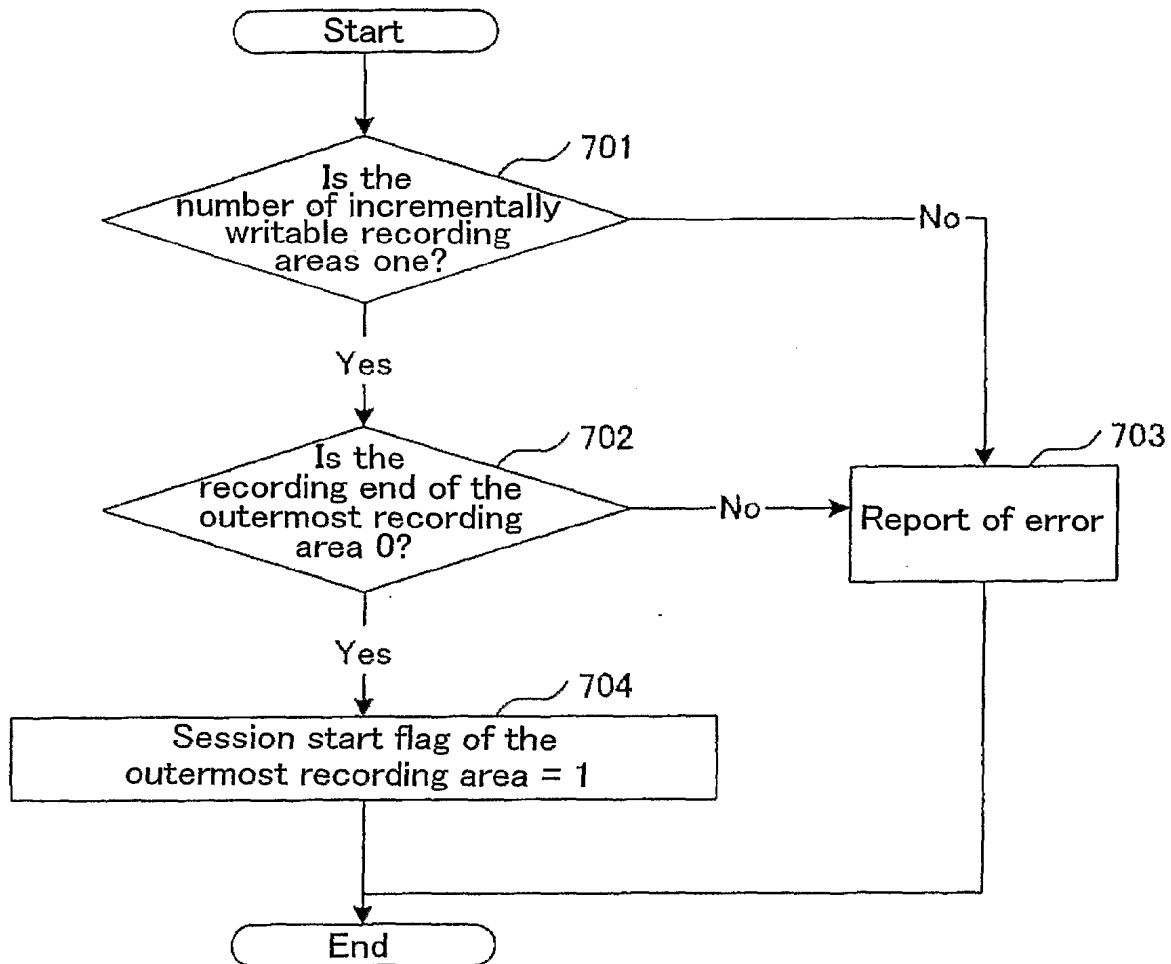 Start
701
Is the
number of incrementally
writable recording
areas one?
No
Yes
702
Is the
recording end of the
outermost recording
area 0?
No
703
Report of error
Yes
704
Session start flag of the
outermost recording area = 1
End